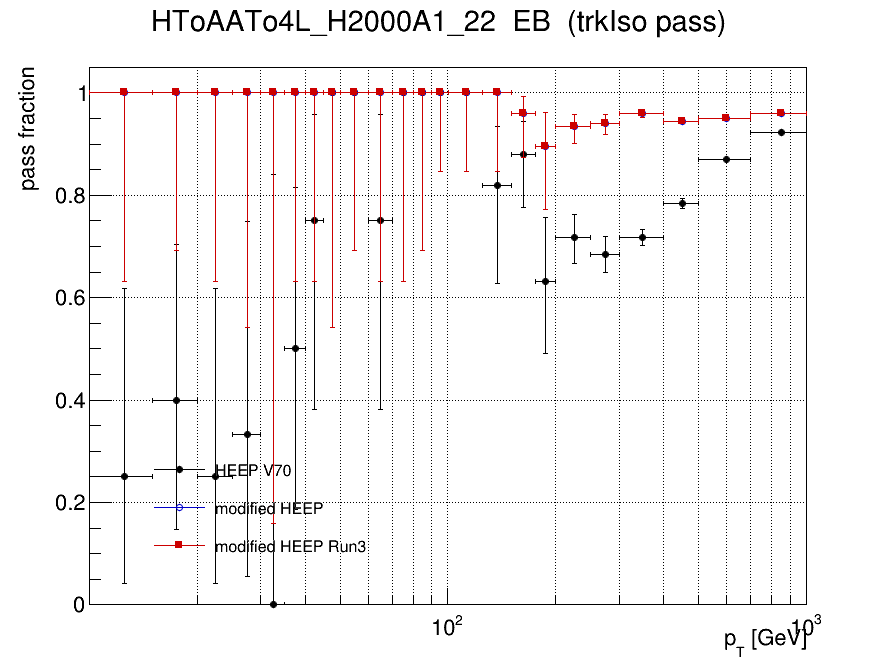 HToAATo4L_H2000A1_22 EB (trkIso pass)
pass fraction
1
0.8
0.6
0.4
0.2
0
HEEP V70
modified HEEP
modified HEEP Run3
10²
10³
p_T [GeV]